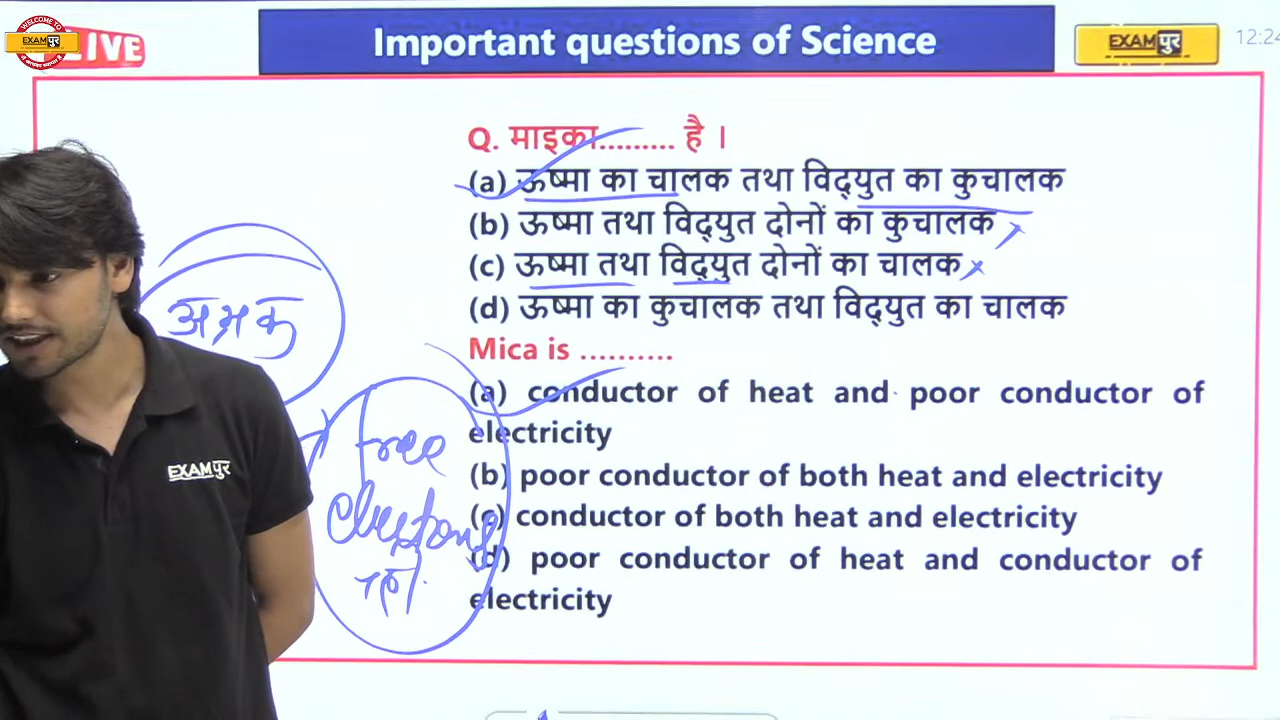 WELCOME TO
EXAMपुर
LIVE
Important questions of Science
EXAMपुर
12:24
Q. माइका......... है ।
(a) ऊष्मा का चालक तथा विद्युत का कुचालक
(b) ऊष्मा तथा विद्युत दोनों का कुचालक
(c) ऊष्मा तथा विद्युत दोनों का चालक
(d) ऊष्मा का कुचालक तथा विद्युत का चालक
Mica is ..........
(a) conductor of heat and poor conductor of
electricity
(b) poor conductor of both heat and electricity
(c) conductor of both heat and electricity
(d) poor conductor of heat and conductor of
electricity
अभ्रक
free
EXAMपुर